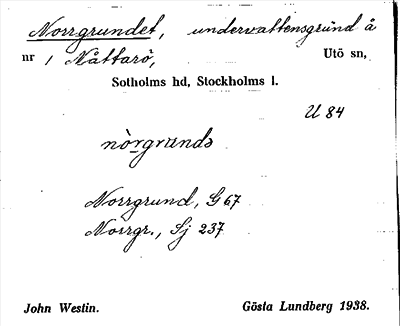 Norrgrundet, undervattensgrund å
nr 1 Nåttarö, Utö sn,
Sotholms hd, Stockholms l.
U 84
nòrgrundə
Norrgrund, G 67
Norrgr., Sj 237
John Westin. Gösta Lundberg 1938.